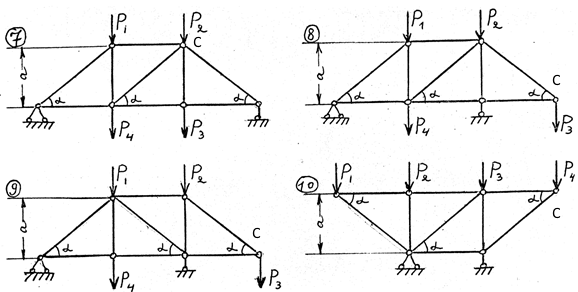 7 P₁ P₂ C
a α α α
P₄ P₃
8 P₁ P₂
a α α α C
P₄ P₃
9 P₁ P₂
a α α α C
P₄ P₃
10 P₁ P₂ P₃ P₄
a α α α C